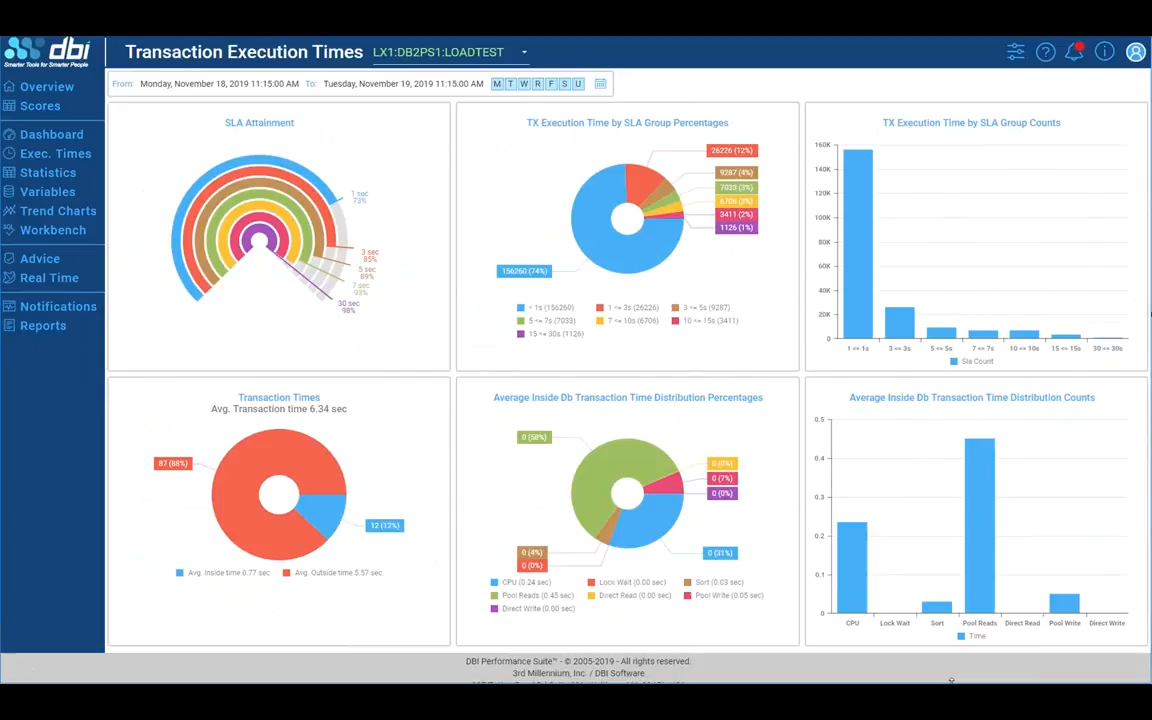 dbi
Smarter Tools for Smarter People
Transaction Execution Times
LX1:DB2PS1:LOADTEST
Overview
Scores
Dashboard
Exec. Times
Statistics
Variables
Trend Charts
Workbench
Advice
Real Time
Notifications
Reports
From: Monday, November 18, 2019 11:15:00 AM To: Tuesday, November 19, 2019 11:15:00 AM M T W R F S U
SLA Attainment
1 sec
73%
3 sec
85%
5 sec
89%
7 sec
93%
30 sec
98%
TX Execution Time by SLA Group Percentages
26226 (12%)
9287 (4%)
7033 (3%)
6706 (3%)
3411 (2%)
1126 (1%)
156260 (74%)
< 1s (156260)
1 <= 3s (26226)
3 <= 5s (9287)
5 <= 7s (7033)
7 <= 10s (6706)
10 <= 15s (3411)
15 <= 30s (1126)
TX Execution Time by SLA Group Counts
160K
140K
120K
100K
80K
60K
40K
20K
0
1 <= 1s
3 <= 3s
5 <= 5s
7 <= 7s
10 <= 10s
15 <= 15s
30 <= 30s
Sla Count
Transaction Times
Avg. Transaction time 6.34 sec
87 (88%)
12 (12%)
Avg. Inside time 0.77 sec
Avg. Outside time 5.57 sec
Average Inside Db Transaction Time Distribution Percentages
0 (58%)
0 (0%)
0 (7%)
0 (0%)
0 (4%)
0 (0%)
0 (31%)
CPU (0.24 sec)
Lock Wait (0.00 sec)
Sort (0.03 sec)
Pool Reads (0.45 sec)
Direct Read (0.00 sec)
Pool Write (0.05 sec)
Direct Write (0.00 sec)
Average Inside Db Transaction Time Distribution Counts
0.5
0.4
0.3
0.2
0.1
0
CPU
Lock Wait
Sort
Pool Reads
Direct Read
Pool Write
Direct Write
Time
DBI Performance Suite™ - © 2005-2019 - All rights reserved.
3rd Millennium, Inc. / DBI Software